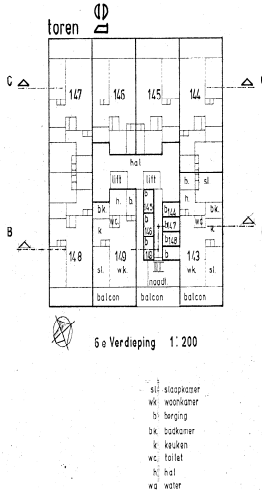 toren
C
147 146 145 144
hal
lift lift
b. sl.
b
145
b 144
bk. h. b.
b
146
b 147
h.
bk.
wc.
b 148
wc
B
k
k
148 149 143
sl. wk. wk. sl.
noodt.
balcon balcon balcon
6e Verdieping 1:200
sl. slaapkamer
wk woonkamer
b berging
bk. badkamer
k keuken
wc. toilet
h. hal
wa water